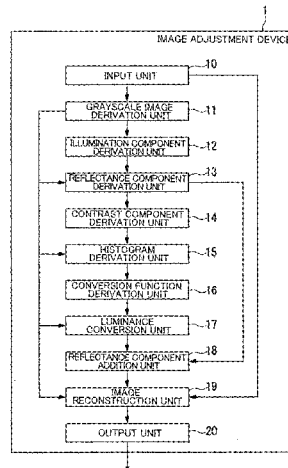 1
IMAGE ADJUSTMENT DEVICE
INPUT UNIT
10
GRAYSCALE IMAGE
DERIVATION UNIT
11
ILLUMINATION COMPONENT
DERIVATION UNIT
12
REFLECTANCE COMPONENT
DERIVATION UNIT
13
CONTRAST COMPONENT
DERIVATION UNIT
14
HISTOGRAM
DERIVATION UNIT
15
CONVERSION FUNCTION
DERIVATION UNIT
16
LUMINANCE
CONVERSION UNIT
17
REFLECTANCE COMPONENT
ADDITION UNIT
18
IMAGE
RECONSTRUCTION UNIT
19
OUTPUT UNIT
20